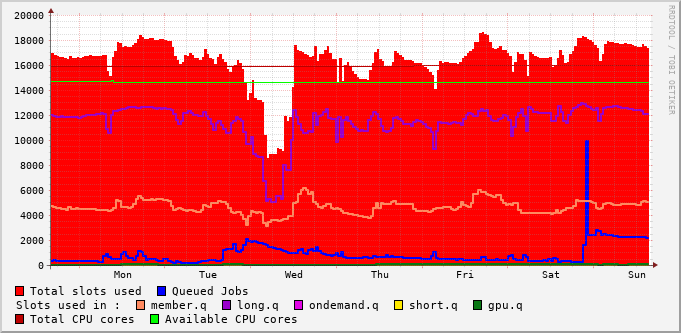 20000
18000
16000
14000
12000
10000
8000
6000
4000
2000
0
Mon Tue Wed Thu Fri Sat Sun
RRDTOOL / TOBI OETIKER
Total slots used Queued Jobs
Slots used in : member.q long.q ondemand.q short.q gpu.q
Total CPU cores Available CPU cores